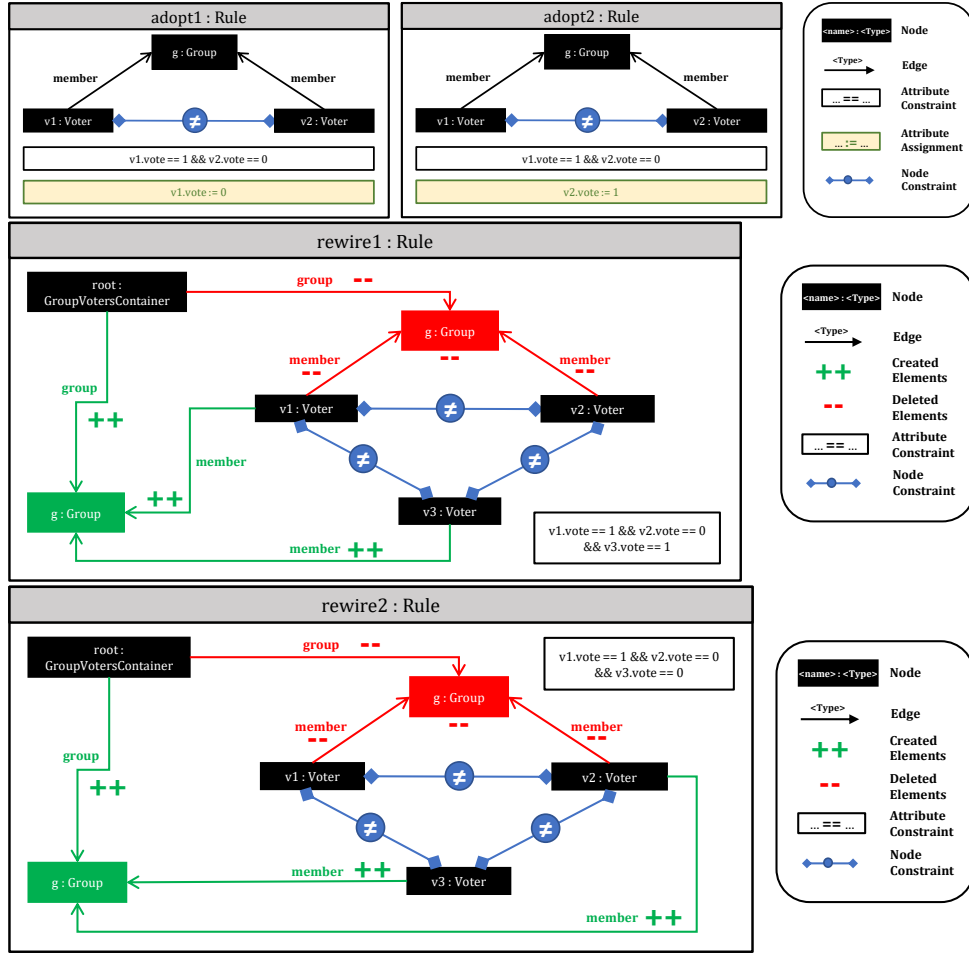 adopt1 : Rule
g : Group
member
member
v1 : Voter
≠
v2 : Voter
v1.vote == 1 && v2.vote == 0
v1.vote := 0
adopt2 : Rule
g : Group
member
member
v1 : Voter
≠
v2 : Voter
v1.vote == 1 && v2.vote == 0
v2.vote := 1
<name> : <Type>
Node
<Type>
Edge
... == ...
Attribute
Constraint
... := ...
Attribute
Assignment
Node
Constraint
rewire1 : Rule
root :
GroupVotersContainer
group --
g : Group
--
member
--
member
--
group
++
v1 : Voter
≠
v2 : Voter
≠
≠
member
++
g : Group
v3 : Voter
member ++
v1.vote == 1 && v2.vote == 0
&& v3.vote == 1
<name> : <Type>
Node
<Type>
Edge
++
Created
Elements
--
Deleted
Elements
... == ...
Attribute
Constraint
Node
Constraint
rewire2 : Rule
root :
GroupVotersContainer
group --
v1.vote == 1 && v2.vote == 0
&& v3.vote == 0
g : Group
--
member
--
member
--
group
++
v1 : Voter
≠
v2 : Voter
≠
≠
member ++
g : Group
v3 : Voter
member ++
<name> : <Type>
Node
<Type>
Edge
++
Created
Elements
--
Deleted
Elements
... == ...
Attribute
Constraint
Node
Constraint